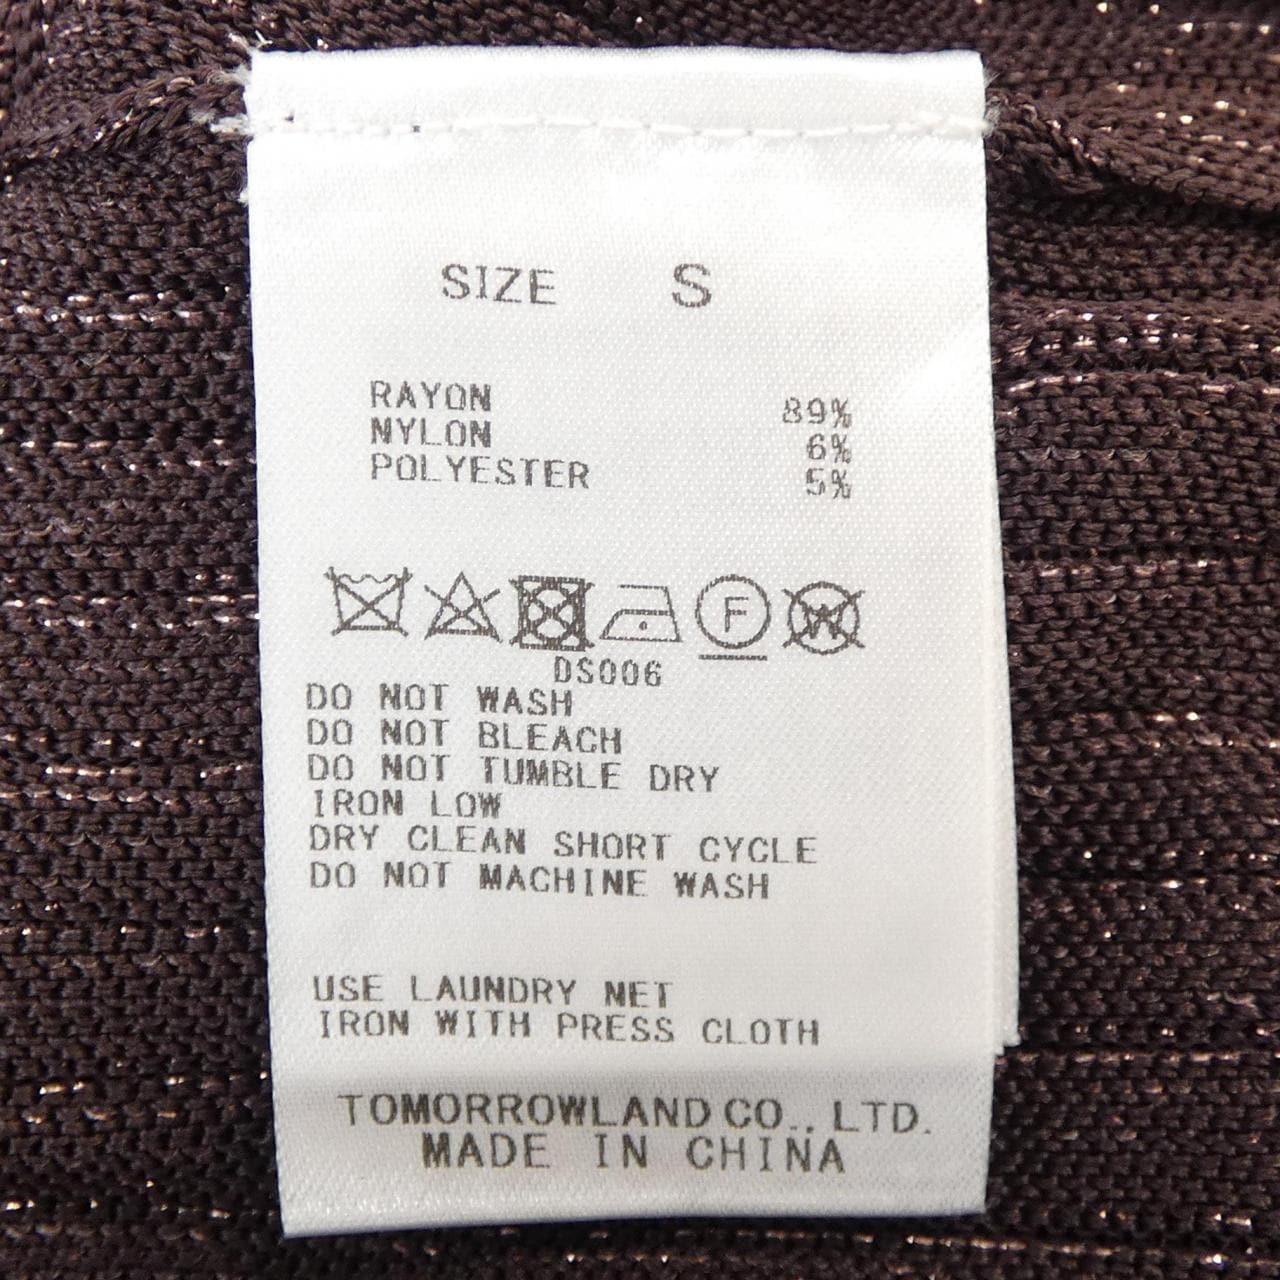 SIZE S
RAYON 89%
NYLON 6%
POLYESTER 5%
F W
DS006
DO NOT WASH
DO NOT BLEACH
DO NOT TUMBLE DRY
IRON LOW
DRY CLEAN SHORT CYCLE
DO NOT MACHINE WASH
USE LAUNDRY NET
IRON WITH PRESS CLOTH
TOMORROWLAND CO., LTD.
MADE IN CHINA